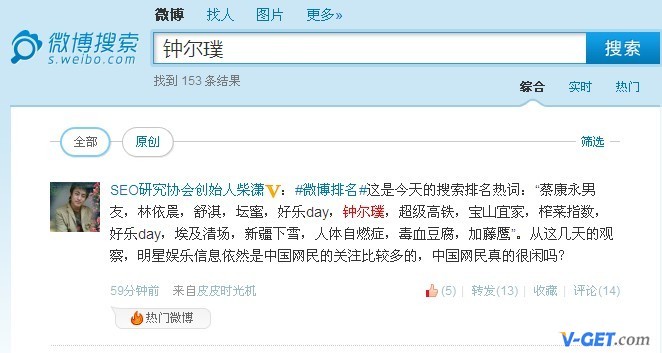 微博 找人 图片 更多»
微博搜索
s.weibo.com
钟尔璞
搜索
找到 153 条结果
综合 实时 热门
全部 原创 筛选
SEO研究协会创始人柴潇V：#微博排名#这是今天的搜索排名热词：“蔡康永男
友，林依晨，舒淇，坛蜜，好乐day，钟尔璞，超级高铁，宝山宜家，榨菜指数，
好乐day，埃及清场，新疆下雪，人体自燃症，毒血豆腐，加藤鹰”。从这几天的观
察，明星娱乐信息依然是中国网民的关注比较多的，中国网民真的很闲吗？
59分钟前 来自皮皮时光机 (5) | 转发(13) | 收藏 | 评论(14)
热门微博
V-GET.com